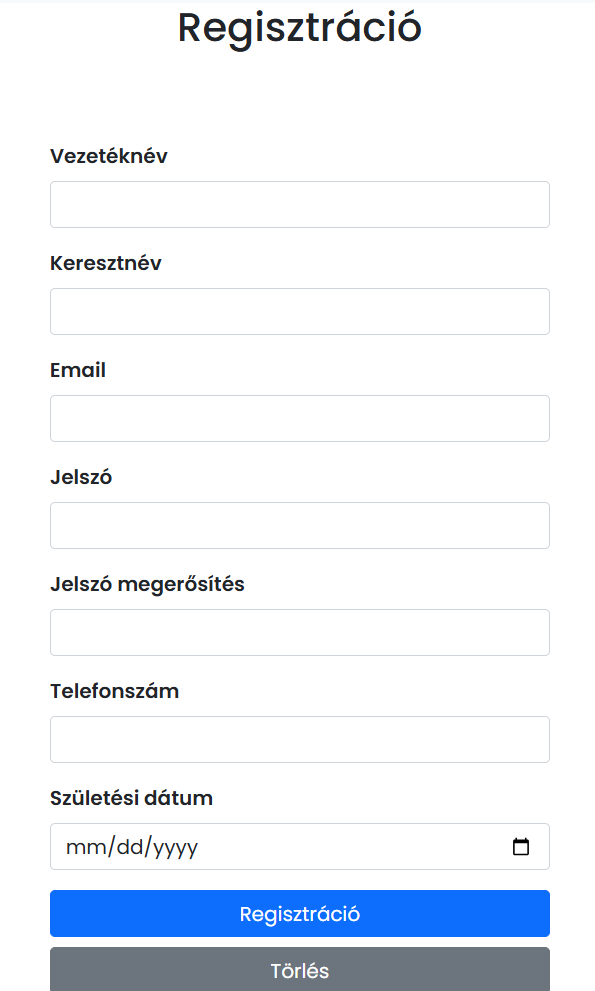 Regisztráció
Vezetéknév
Keresztnév
Email
Jelszó
Jelszó megerősítés
Telefonszám
Születési dátum
mm/dd/yyyy
Regisztráció
Törlés